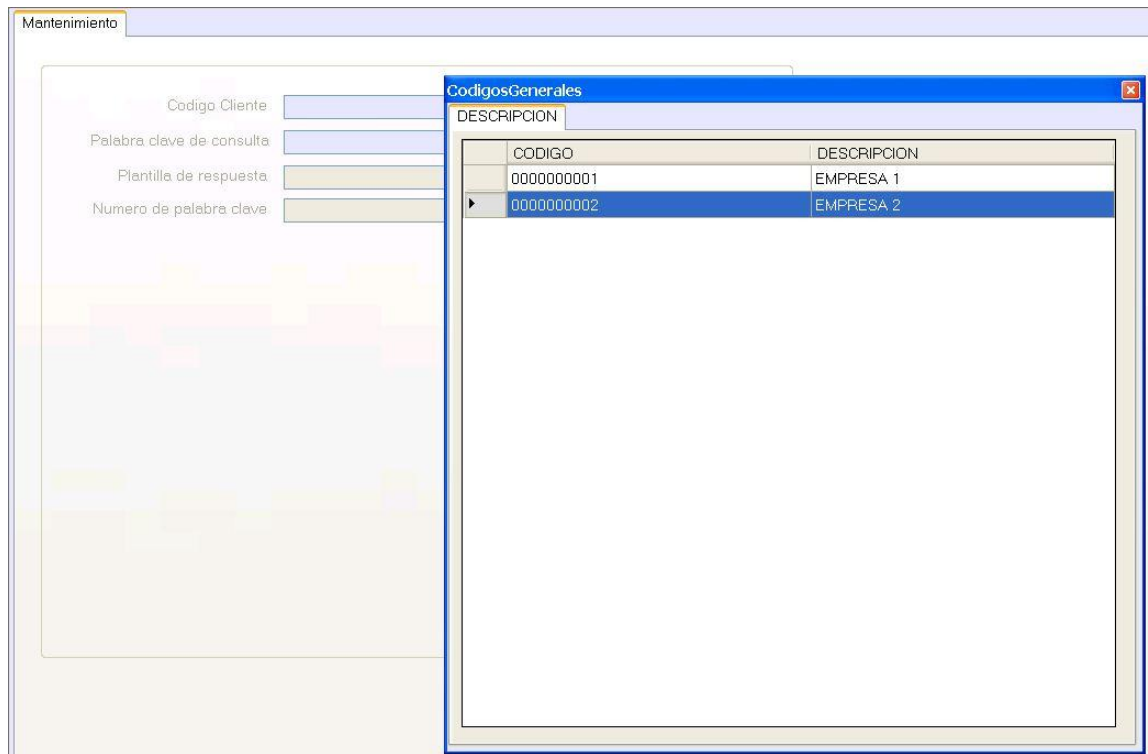 Mantenimiento
Codigo Cliente
Palabra clave de consulta
Plantilla de respuesta
Numero de palabra clave
CodigosGenerales
DESCRIPCION
CODIGO DESCRIPCION
0000000001 EMPRESA 1
0000000002 EMPRESA 2